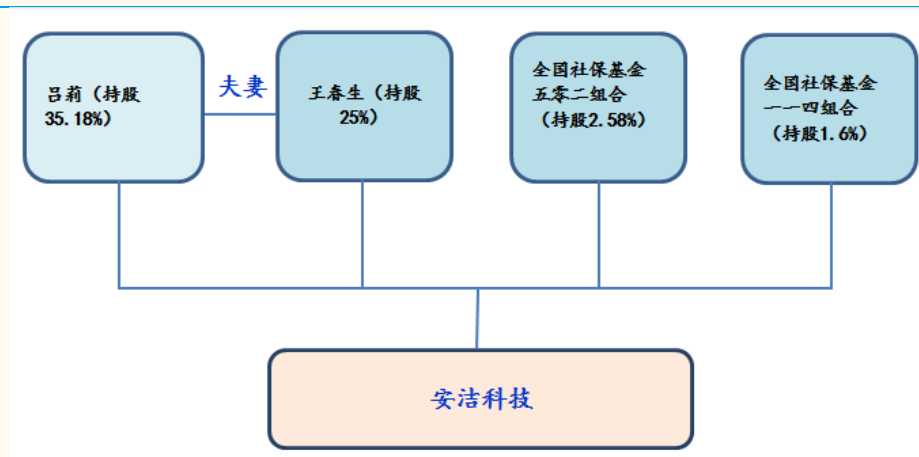 吕莉（持股
35.18%）
夫妻
王春生（持股
25%）
全国社保基金
五零二组合
（持股2.58%）
全国社保基金
一一四组合
（持股1.6%）
安洁科技